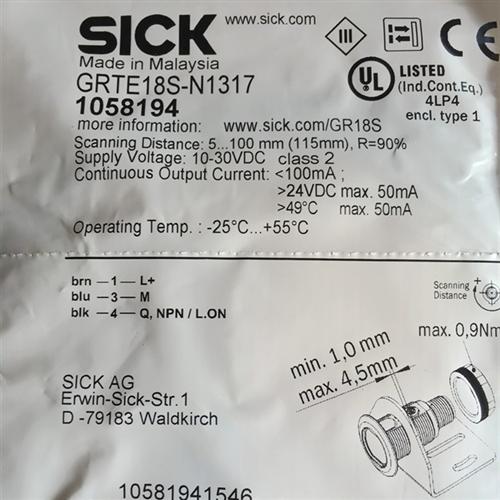 SICK
www.sick.com
Made in Malaysia
GRTE18S-N1317
1058194
III
CE
UL
LISTED
(Ind.Cont.Eq.)
4LP4
encl. type 1
more information: www.sick.com/GR18S
Scanning Distance: 5...100 mm (115mm), R=90%
Supply Voltage: 10-30VDC class 2
Continuous Output Current: <100mA ;
>24VDC max. 50mA
>49°C max. 50mA
Operating Temp. : -25°C...+55°C
brn –1– L+
blu –3– M
blk –4– Q, NPN / L.ON
Scanning
Distance
max. 0,9Nm
min. 1,0 mm
max. 4,5mm
SICK AG
Erwin-Sick-Str.1
D -79183 Waldkirch
10581941546